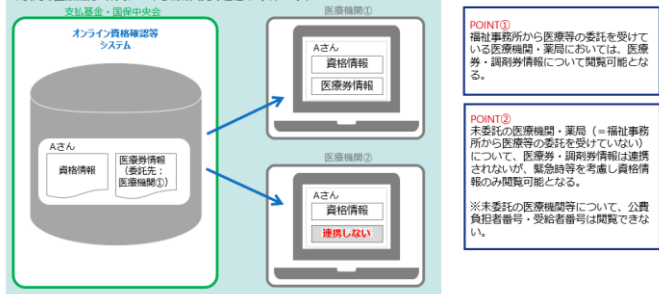 支払基金・国保中央会
オンライン資格確認等
システム
Aさん
資格情報
医療券情報
(委託先:
医療機関①)
医療機関①
Aさん
資格情報
医療券情報
医療機関②
Aさん
資格情報
連携しない
POINT①
福祉事務所から医療等の委託を受けて
いる医療機関・薬局においては、医療
券・調剤券情報について閲覧可能とな
る。
POINT②
未委託の医療機関・薬局(=福祉事務
所から医療等の委託を受けていない)
について、医療券・調剤券情報は連携
されないが、緊急時等を考慮し資格情
報のみ閲覧可能となる。
※未委託の医療機関等について、公費
負担者番号・受給者番号は閲覧できな
い。